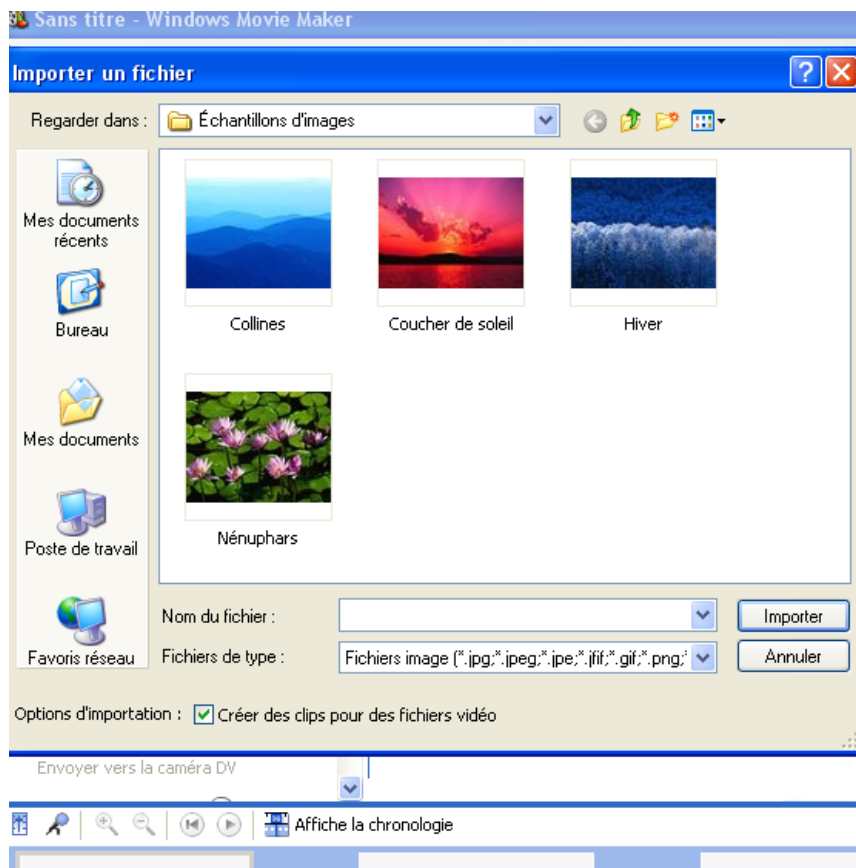 Sans titre - Windows Movie Maker
Importer un fichier
Regarder dans :
Échantillons d'images
Mes documents
récents
Bureau
Mes documents
Poste de travail
Favoris réseau
Collines
Coucher de soleil
Hiver
Nénuphars
Nom du fichier :
Importer
Fichiers de type :
Fichiers image (*.jpg;*.jpeg;*.jpe;*.jfif;*.gif;*.png;*
Annuler
Options d'importation :
Créer des clips pour des fichiers vidéo
Envoyer vers la caméra DV
Affiche la chronologie